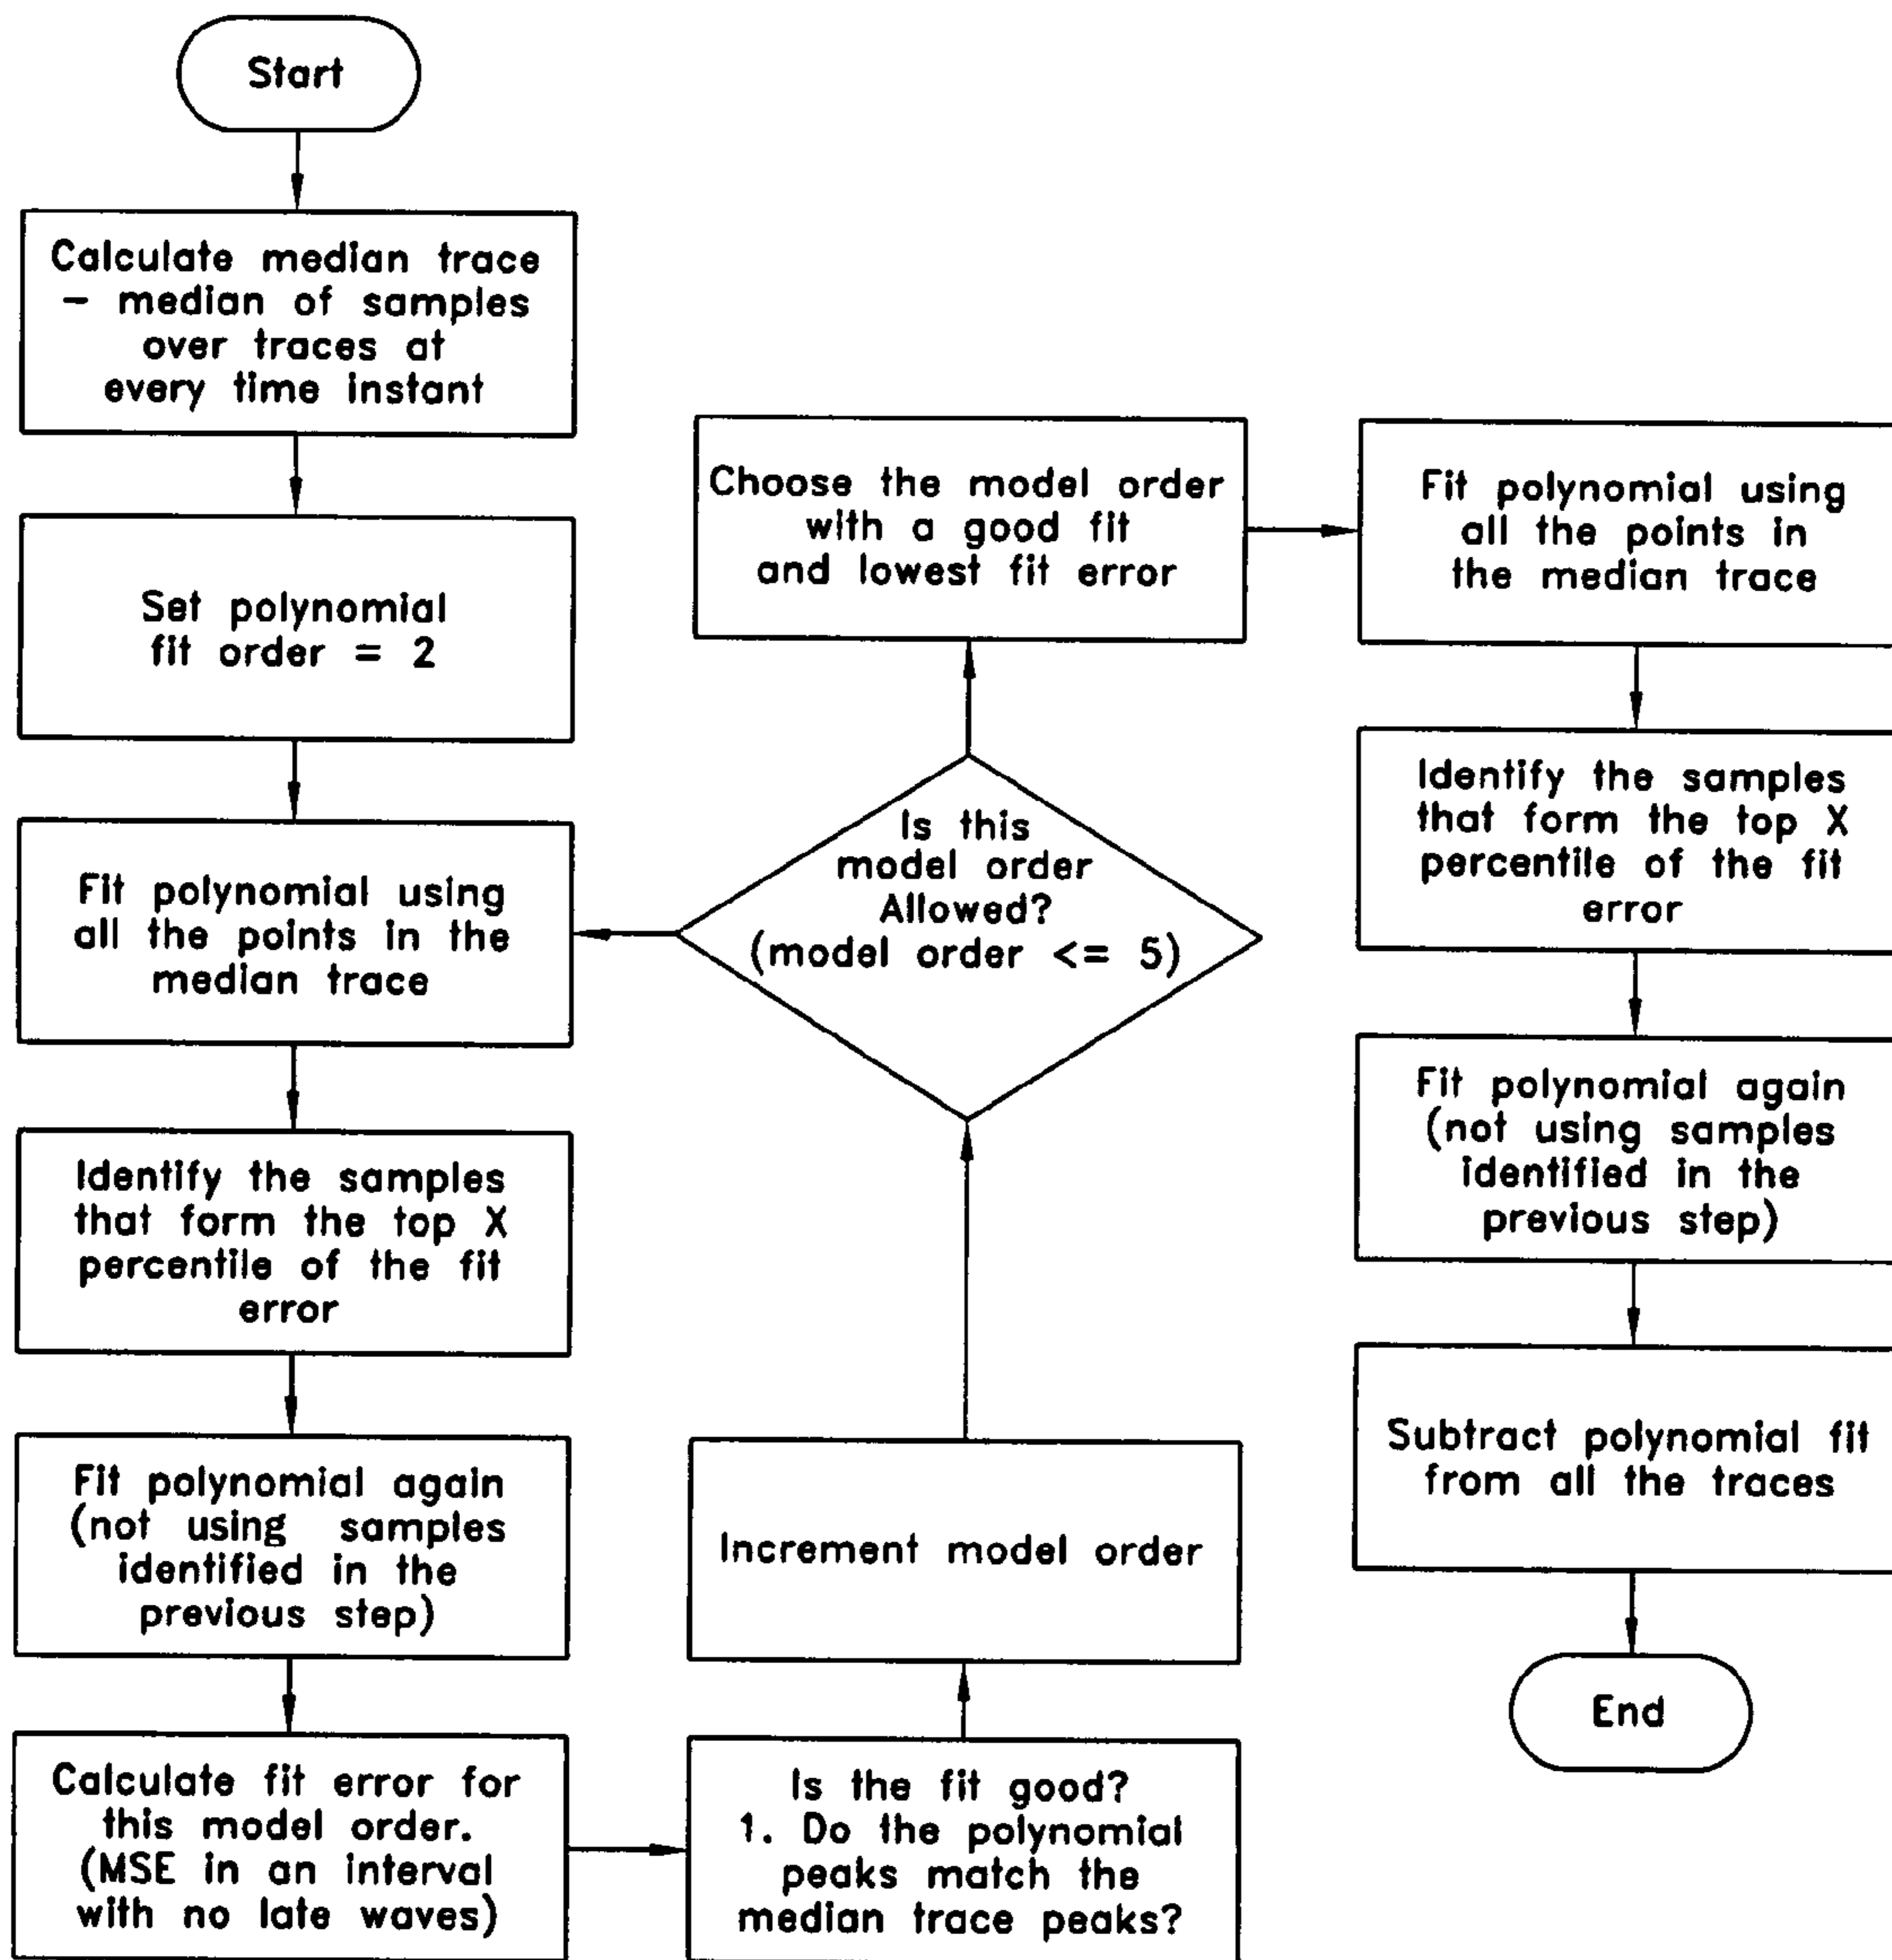 Start
Calculate median trace
– median of samples
over traces at
every time instant
Set polynomial
fit order = 2
Fit polynomial using
all the points in the
median trace
Identify the samples
that form the top X
percentile of the fit
error
Fit polynomial again
(not using samples
identified in the
previous step)
Calculate fit error for
this model order.
(MSE in an interval
with no late waves)
Is the fit good?
1. Do the polynomial
peaks match the
median trace peaks?
Increment model order
Is this
model order
Allowed?
(model order <= 5)
Choose the model order
with a good fit
and lowest fit error
Fit polynomial using
all the points in
the median trace
Identify the samples
that form the top X
percentile of the fit
error
Fit polynomial again
(not using samples
identified in the
previous step)
Subtract polynomial fit
from all the traces
End